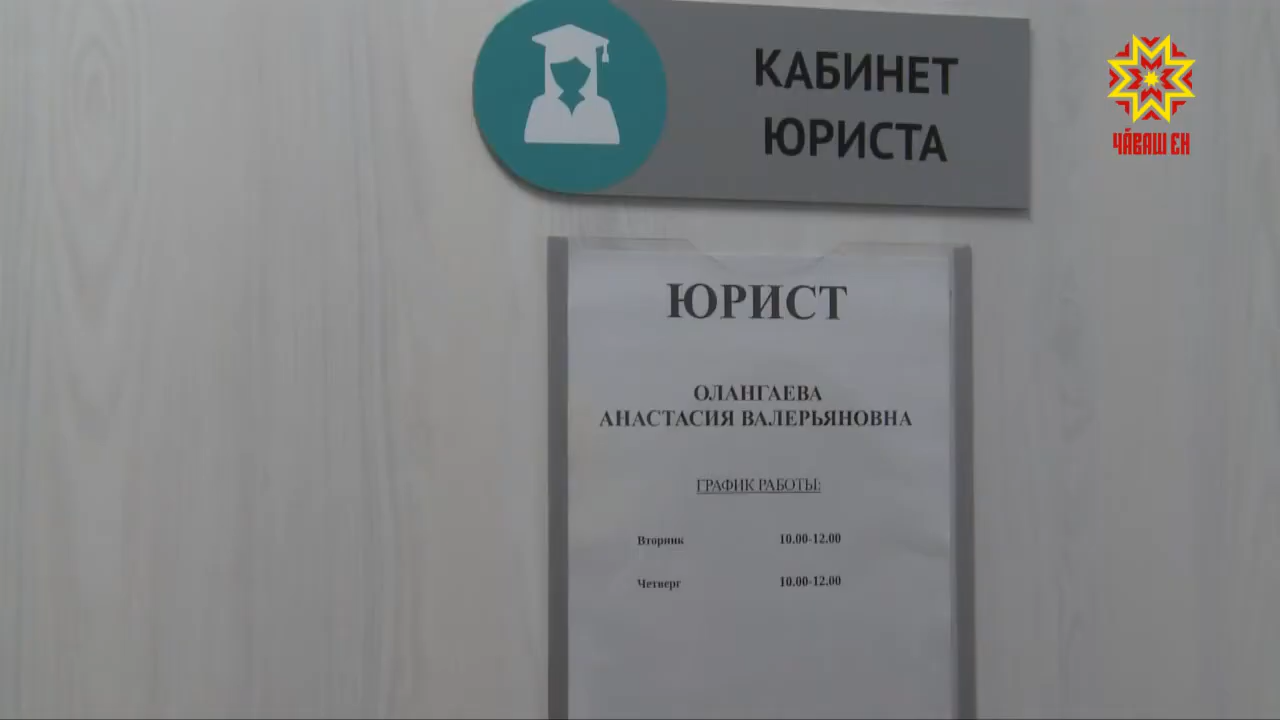 КАБИНЕТ
ЮРИСТА
ЧӐВАШ ЕН
ЮРИСТ
ОЛАНГАЕВА
АНАСТАСИЯ ВАЛЕРЬЯНОВНА
ГРАФИК РАБОТЫ:
Вторник 10.00-12.00
Четверг 10.00-12.00